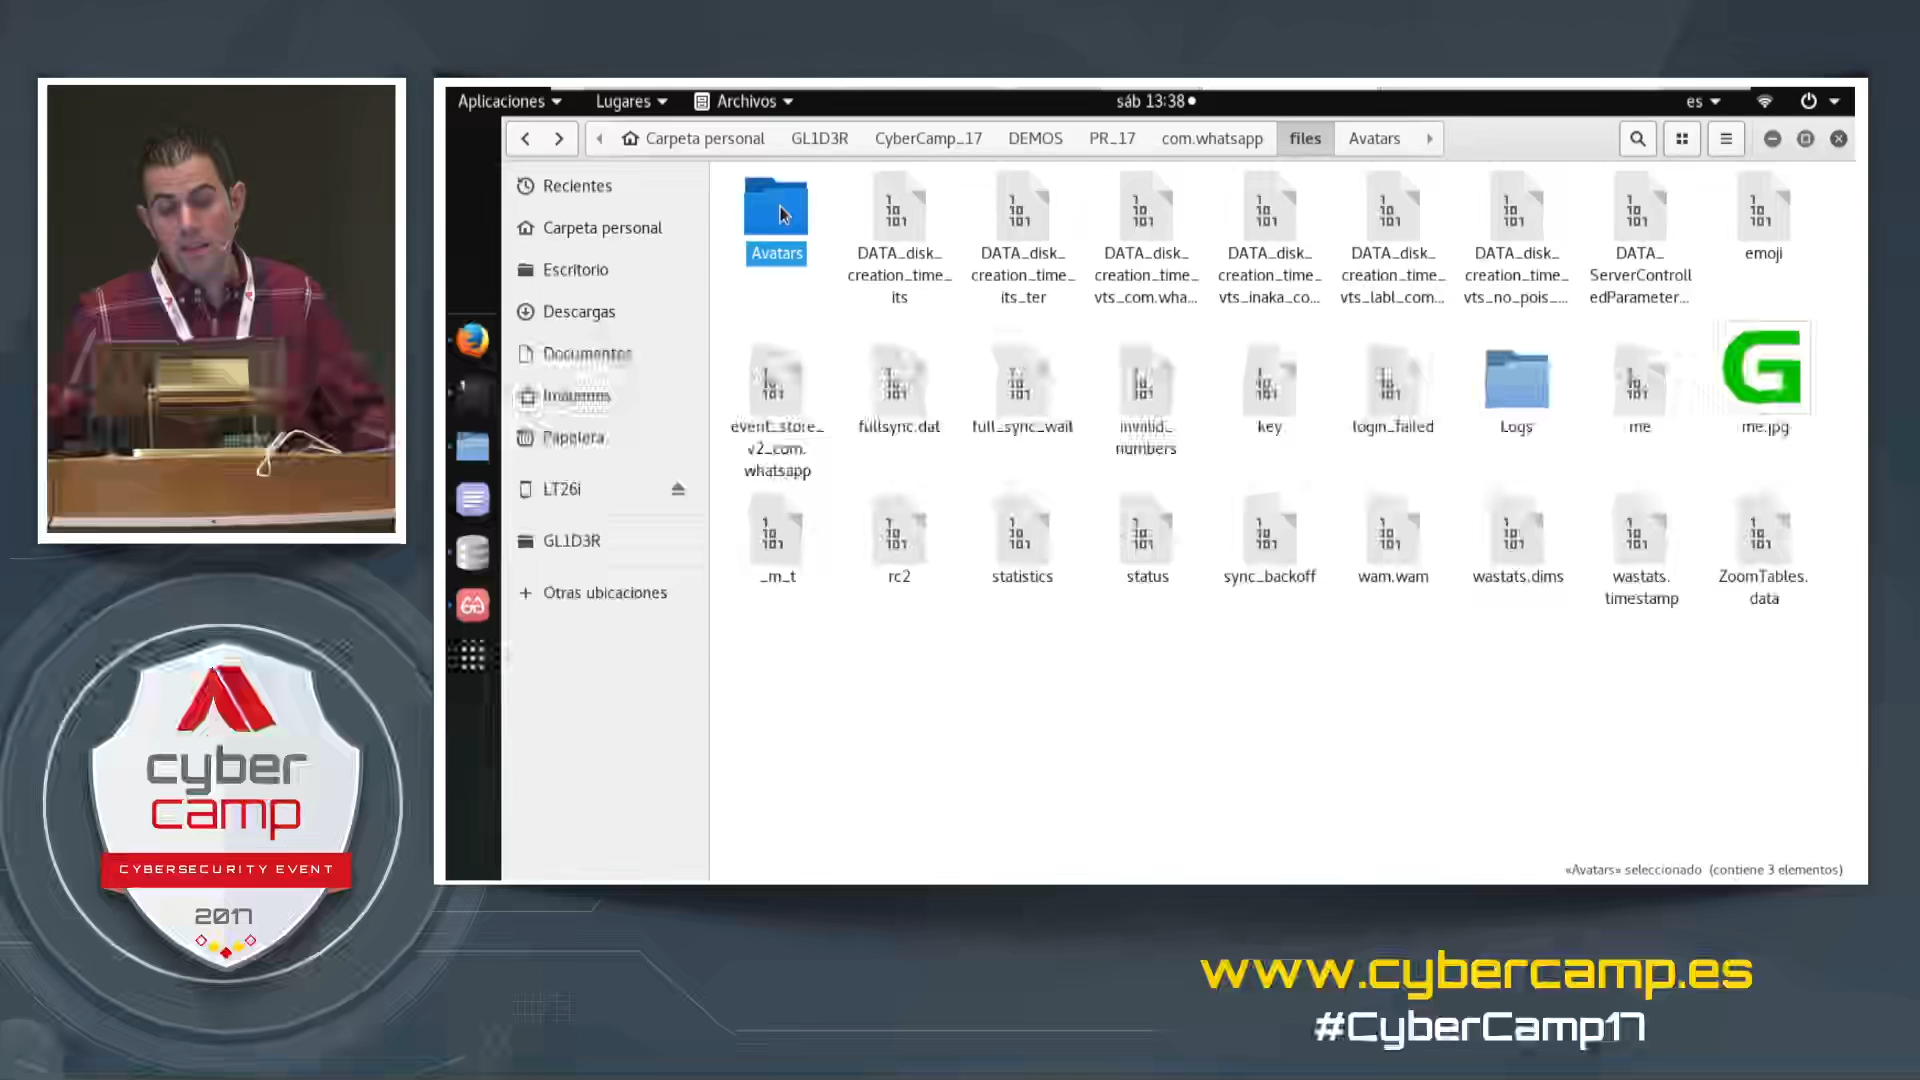 Aplicaciones
Lugares
Archivos
sáb 13:38
es
Carpeta personal
GL1D3R
CyberCamp_17
DEMOS
PR_17
com.whatsapp
files
Avatars
Recientes
Carpeta personal
Escritorio
Descargas
Documentos
Imágenes
Papelera
LT26i
GL1D3R
Otras ubicaciones
Avatars
DATA_disk_
creation_time_
its
DATA_disk_
creation_time_
its_ter
DATA_disk_
creation_time_
vts_com.wha...
DATA_disk_
creation_time_
vts_inaka_co...
DATA_disk_
creation_time_
vts_labl_com...
DATA_disk_
creation_time_
vts_no_pois_...
DATA_
ServerControll
edParameter...
emoji
event_store_
v2_com.
whatsapp
fullsync.dat
full_sync_wait
invalid_
numbers
key
login_failed
Logs
me
me.jpg
_m_t
rc2
statistics
status
sync_backoff
wam.wam
wastats.dims
wastats.
timestamp
ZoomTables.
data
«Avatars» seleccionado (contiene 3 elementos)
cyber
camp
CYBERSECURITY EVENT
2017
www.cybercamp.es
#CyberCamp17